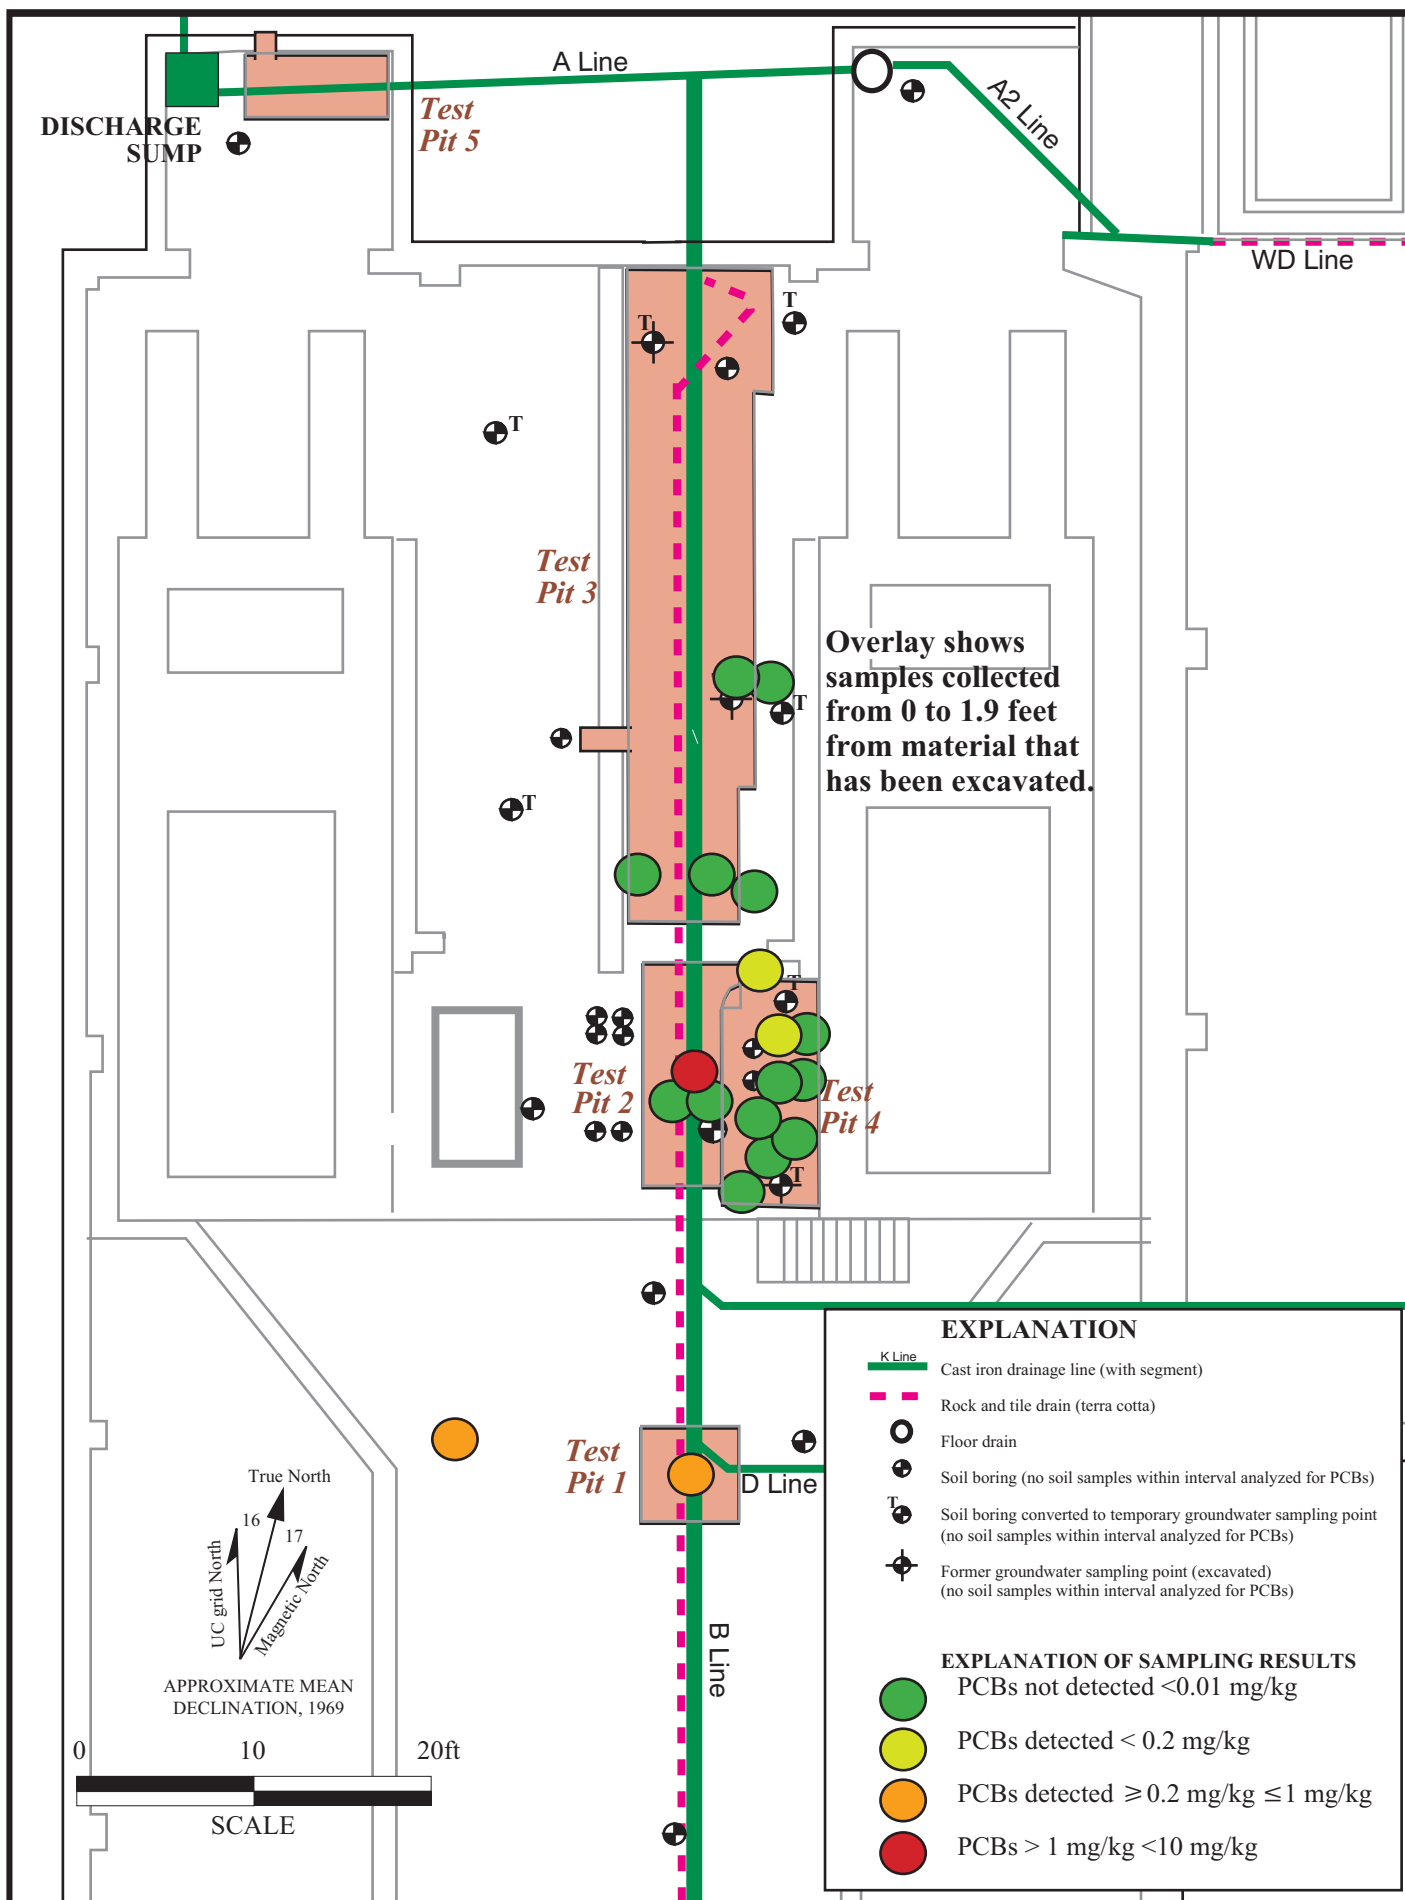 A Line
A2 Line
DISCHARGE
SUMP
Test
Pit 5
WD Line
T
T
T
Test
Pit 3
Overlay shows
samples collected
from 0 to 1.9 feet
from material that
has been excavated.
T
T
T
Test
Pit 2
Test
Pit 4
T
Test
Pit 1
D Line
B Line
True North
16
17
UC grid North
Magnetic North
APPROXIMATE MEAN
DECLINATION, 1969
0 10 20ft
SCALE
EXPLANATION
K Line
Cast iron drainage line (with segment)
Rock and tile drain (terra cotta)
Floor drain
Soil boring (no soil samples within interval analyzed for PCBs)
T
Soil boring converted to temporary groundwater sampling point
(no soil samples within interval analyzed for PCBs)
Former groundwater sampling point (excavated)
(no soil samples within interval analyzed for PCBs)
EXPLANATION OF SAMPLING RESULTS
PCBs not detected <0.01 mg/kg
PCBs detected < 0.2 mg/kg
PCBs detected ≥ 0.2 mg/kg ≤ 1 mg/kg
PCBs > 1 mg/kg <10 mg/kg